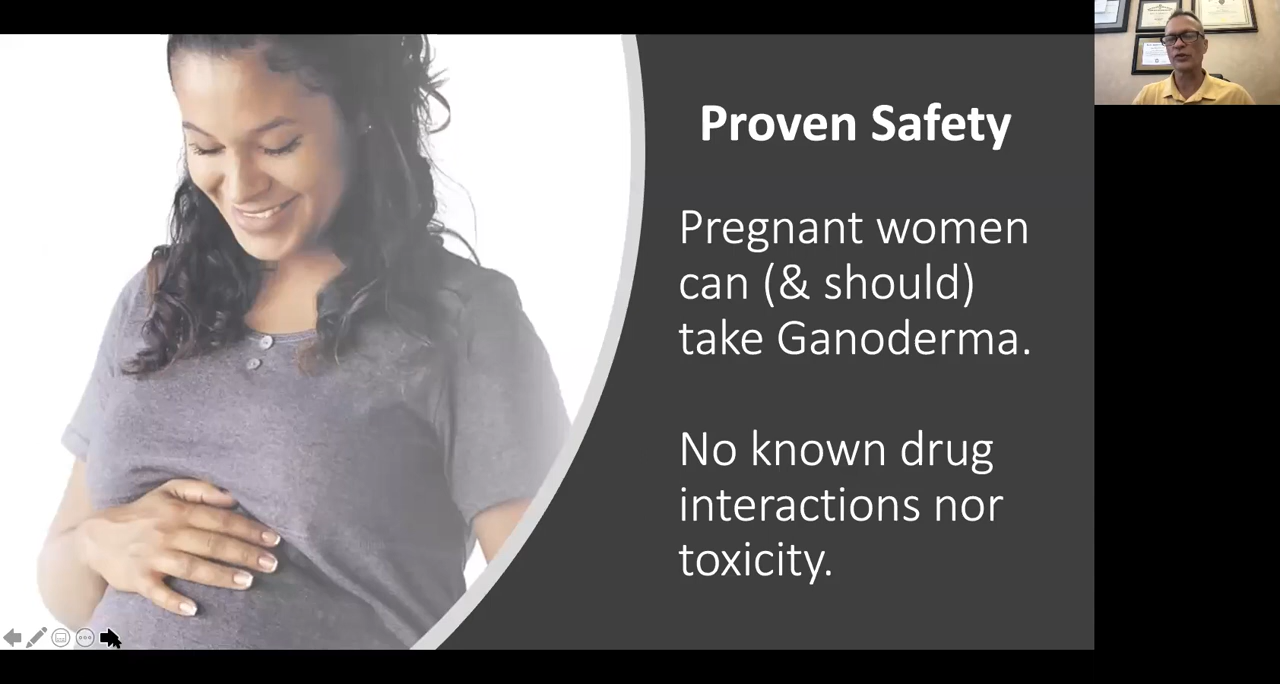 Proven Safety
Pregnant women
can (& should)
take Ganoderma.
No known drug
interactions nor
toxicity.